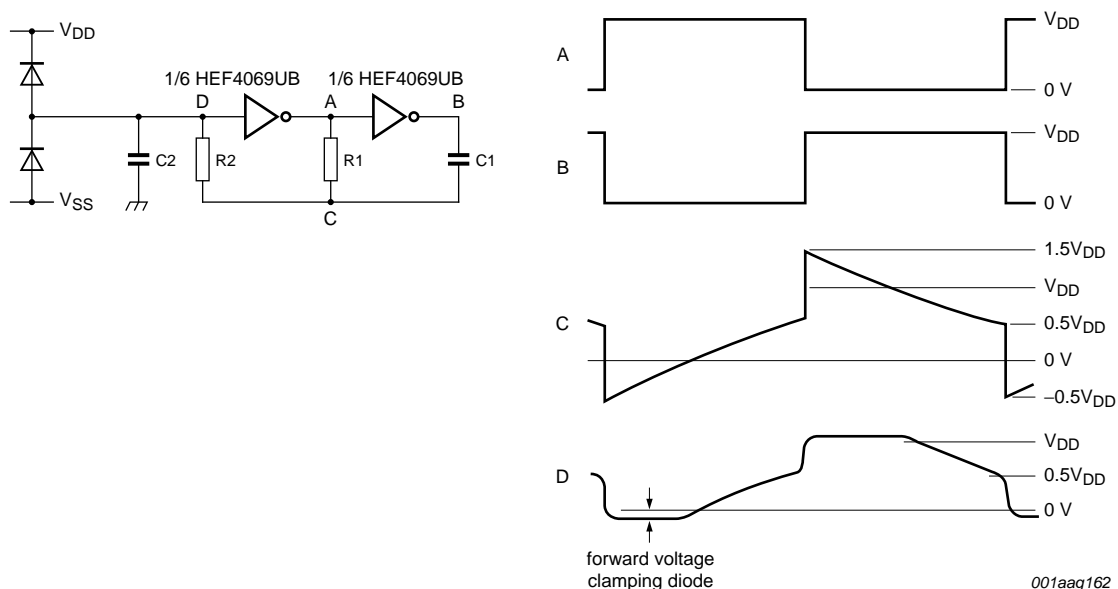 V_DD
1/6 HEF4069UB
1/6 HEF4069UB
D
A
B
C2
R2
R1
C1
V_SS
C
A
V_DD
0 V
B
V_DD
0 V
C
1.5V_DD
V_DD
0.5V_DD
0 V
−0.5V_DD
D
V_DD
0.5V_DD
0 V
forward voltage
clamping diode
001aag162